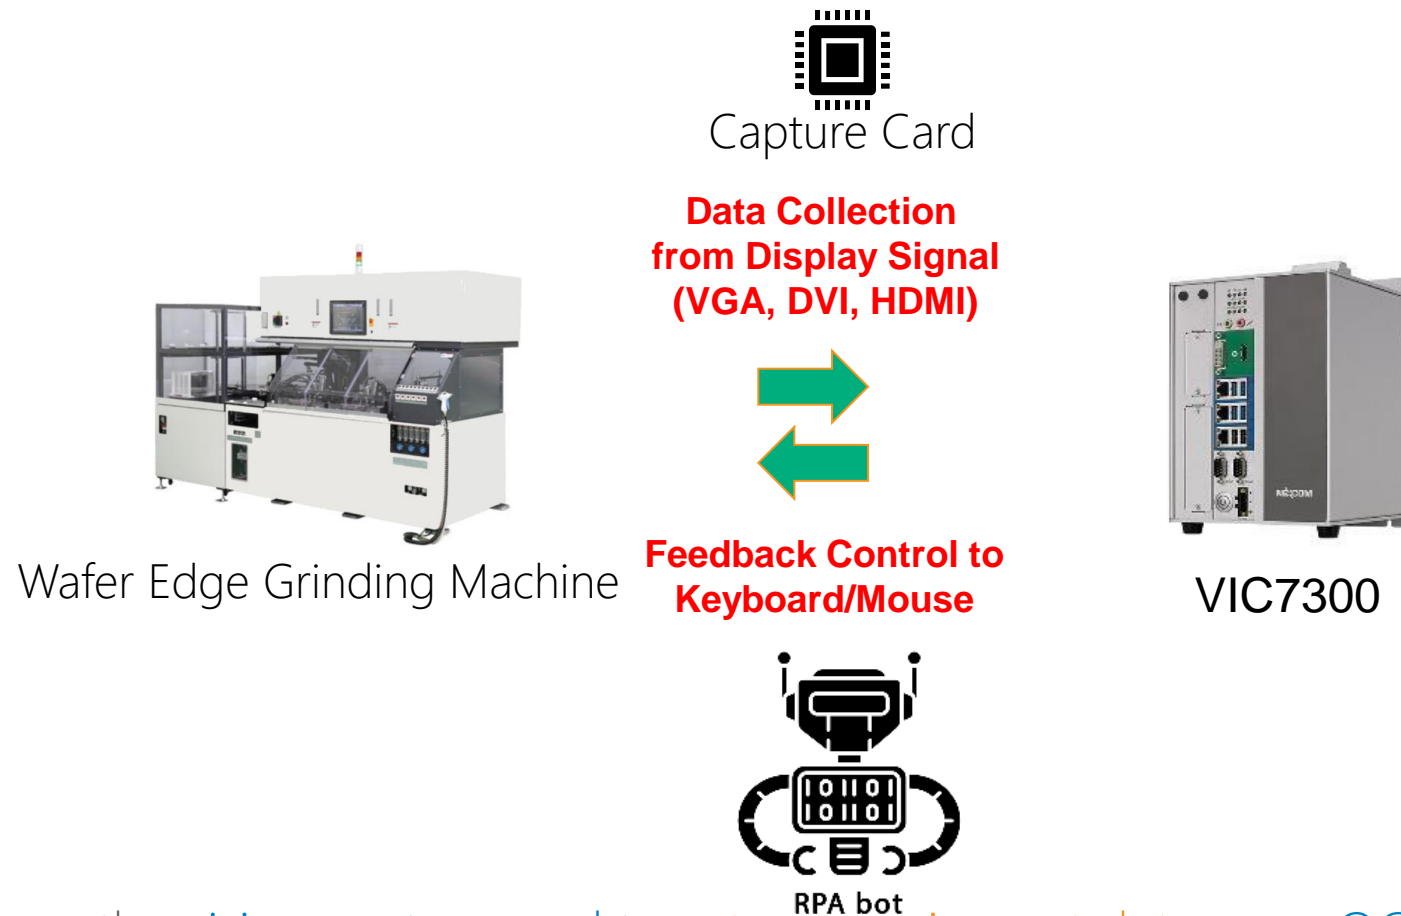 Capture Card
Data Collection
from Display Signal
(VGA, DVI, HDMI)
Feedback Control to
Keyboard/Mouse
Wafer Edge Grinding Machine
VIC7300
NEXCOM
RPA bot